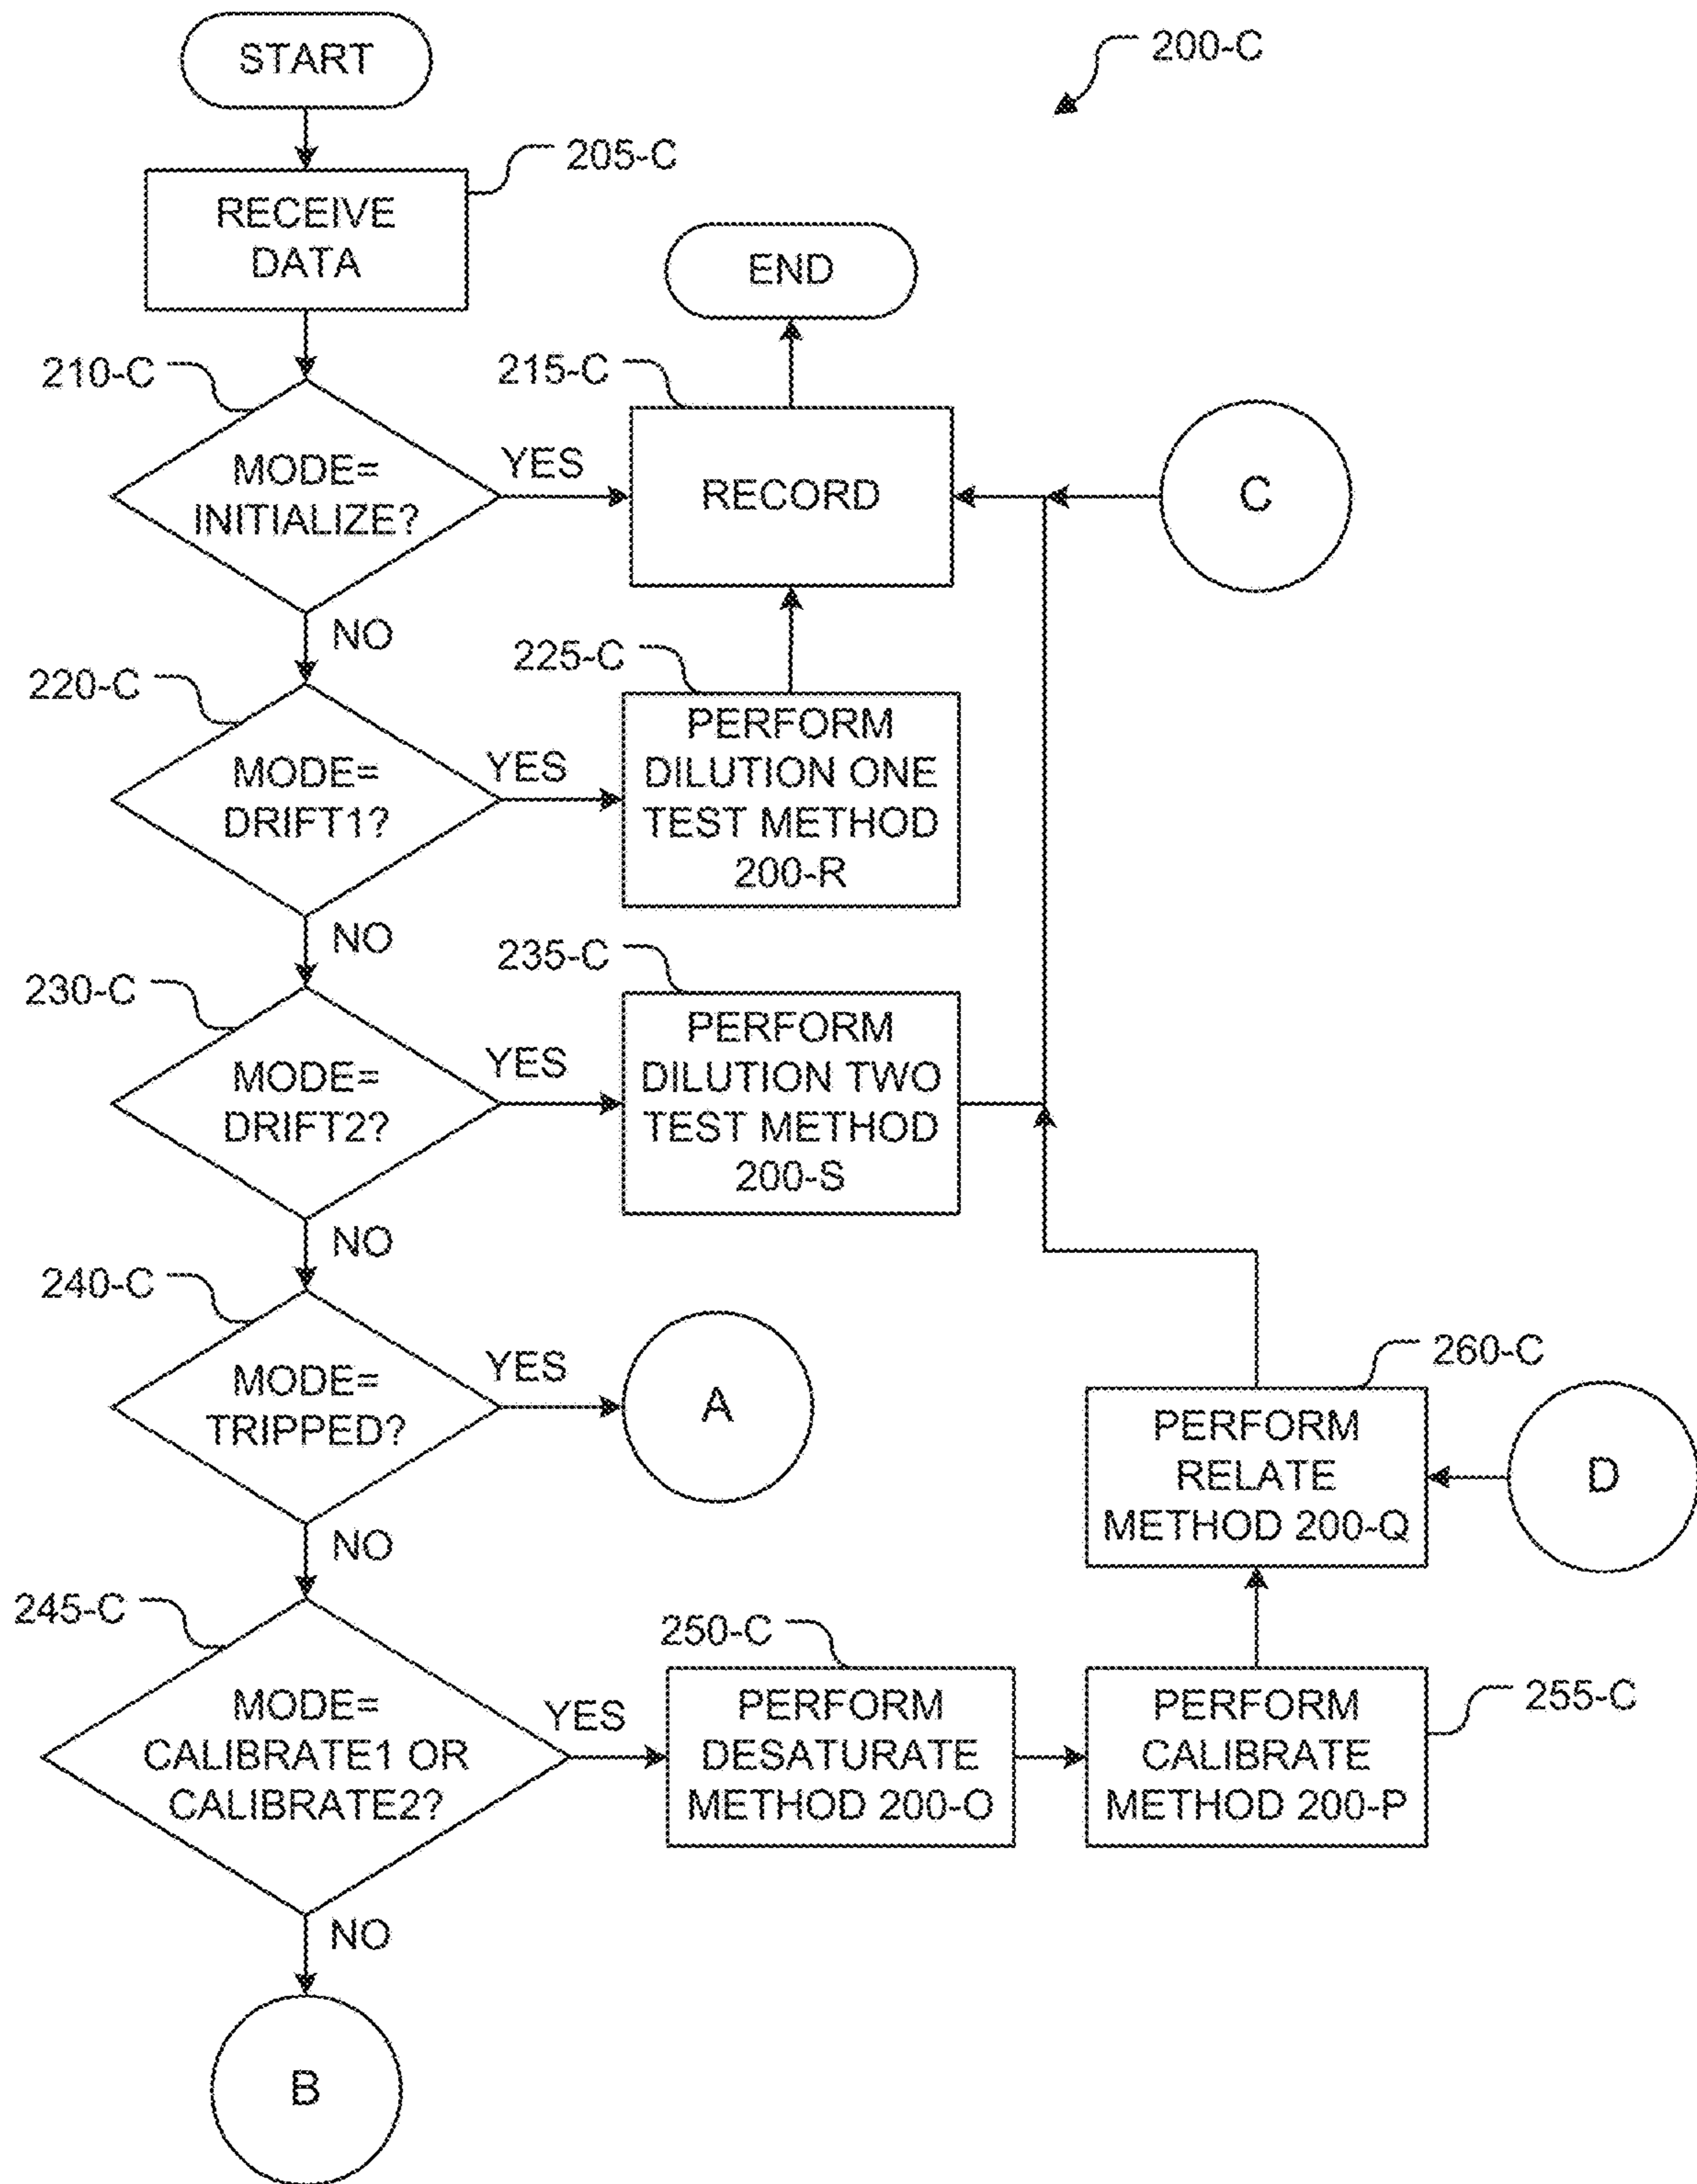 START
200-C
205-C
RECEIVE
DATA
END
210-C
215-C
MODE=
INITIALIZE?
YES
RECORD
C
NO
220-C
225-C
MODE=
DRIFT1?
YES
PERFORM
DILUTION ONE
TEST METHOD
200-R
NO
230-C
235-C
MODE=
DRIFT2?
YES
PERFORM
DILUTION TWO
TEST METHOD
200-S
NO
240-C
MODE=
TRIPPED?
YES
A
260-C
PERFORM
RELATE
METHOD 200-Q
D
NO
245-C
250-C
255-C
MODE=
CALIBRATE1 OR
CALIBRATE2?
YES
PERFORM
DESATURATE
METHOD 200-O
PERFORM
CALIBRATE
METHOD 200-P
NO
B